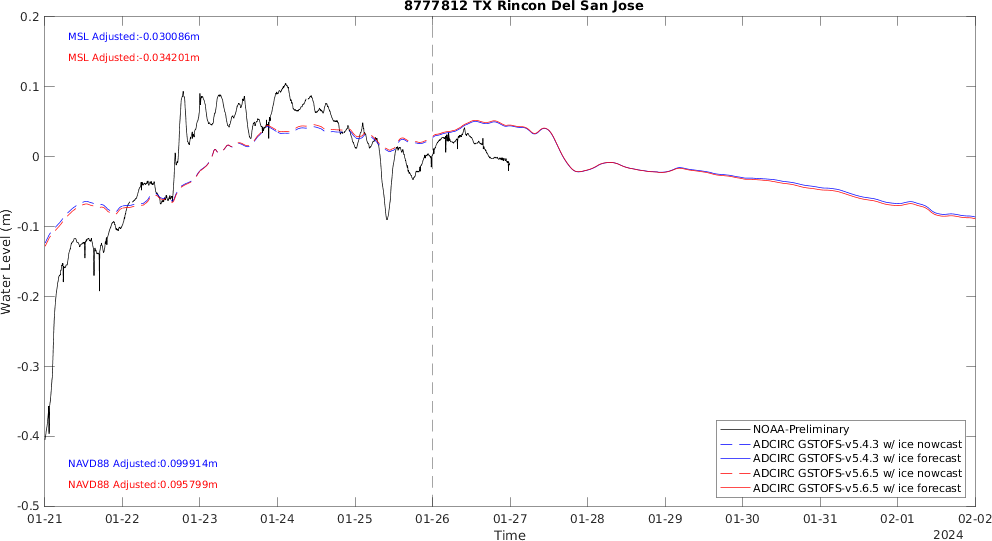 8777812 TX Rincon Del San Jose
MSL Adjusted:-0.030086m
MSL Adjusted:-0.034201m
0.2
0.1
0
-0.1
-0.2
-0.3
-0.4
-0.5
Water Level (m)
NAVD88 Adjusted:0.099914m
NAVD88 Adjusted:0.095799m
NOAA-Preliminary
ADCIRC GSTOFS-v5.4.3 w/ ice nowcast
ADCIRC GSTOFS-v5.4.3 w/ ice forecast
ADCIRC GSTOFS-v5.6.5 w/ ice nowcast
ADCIRC GSTOFS-v5.6.5 w/ ice forecast
01-21 01-22 01-23 01-24 01-25 01-26 01-27 01-28 01-29 01-30 01-31 02-01 02-02
Time
2024